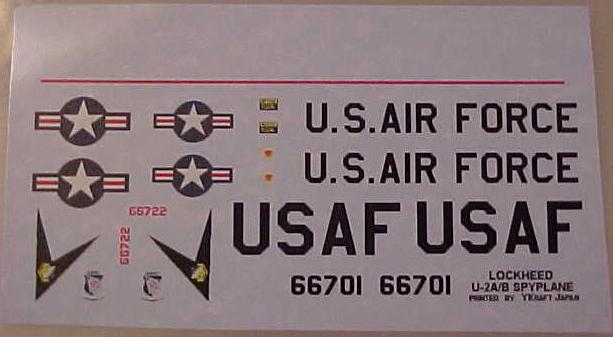 U.S.AIR FORCE
U.S.AIR FORCE
66722
66722
USAF USAF
66701 66701
LOCKHEED
U-2A/B SPYPLANE
PRINTED BY YKRAFT JAPAN